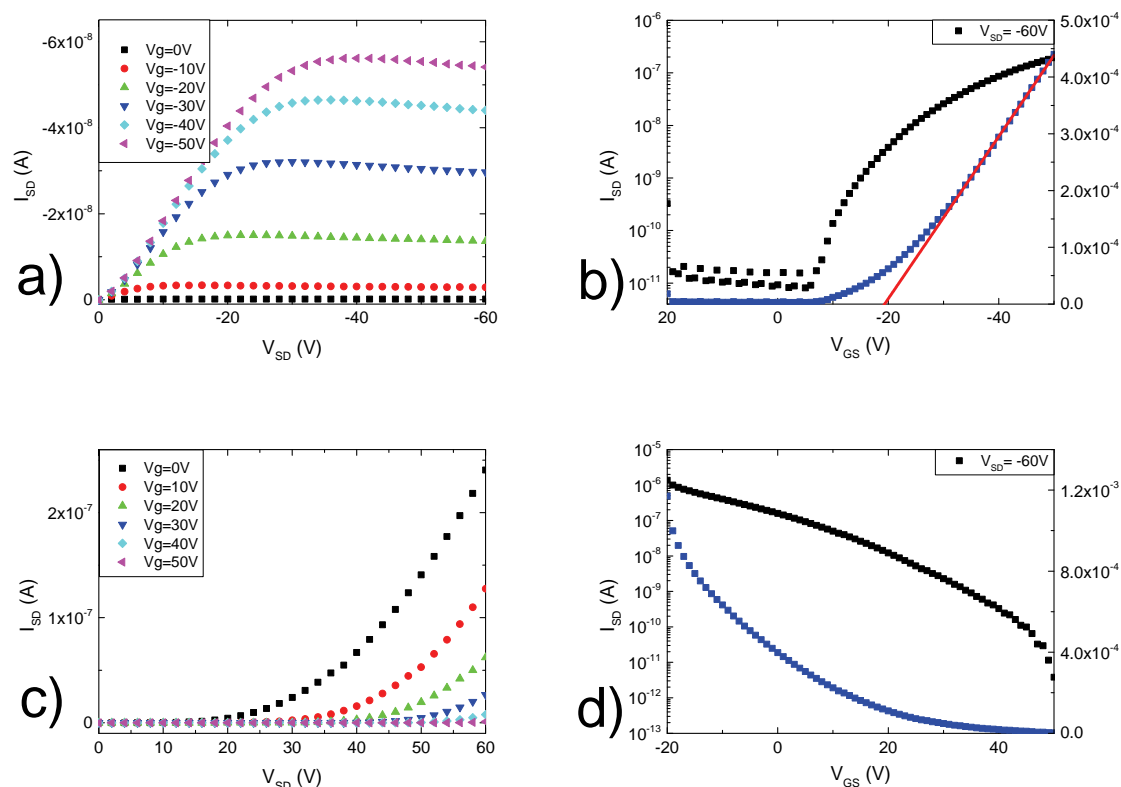 -6x10⁻⁸
-4x10⁻⁸
-2x10⁻⁸
0
I_SD (A)
Vg=0V
Vg=-10V
Vg=-20V
Vg=-30V
Vg=-40V
Vg=-50V
a)
0 -20 -40 -60
V_SD (V)
10⁻⁶
10⁻⁷
10⁻⁸
10⁻⁹
10⁻¹⁰
10⁻¹¹
I_SD (A)
V_SD= -60V
5.0x10⁻⁴
4.0x10⁻⁴
3.0x10⁻⁴
2.0x10⁻⁴
1.0x10⁻⁴
0.0
b)
20 0 -20 -40
V_GS (V)
2x10⁻⁷
1x10⁻⁷
0
I_SD (A)
Vg=0V
Vg=10V
Vg=20V
Vg=30V
Vg=40V
Vg=50V
c)
0 10 20 30 40 50 60
V_SD (V)
10⁻⁵
10⁻⁶
10⁻⁷
10⁻⁸
10⁻⁹
10⁻¹⁰
10⁻¹¹
10⁻¹²
10⁻¹³
I_SD (A)
V_SD= -60V
1.2x10⁻³
8.0x10⁻⁴
4.0x10⁻⁴
0.0
d)
-20 0 20 40
V_GS (V)